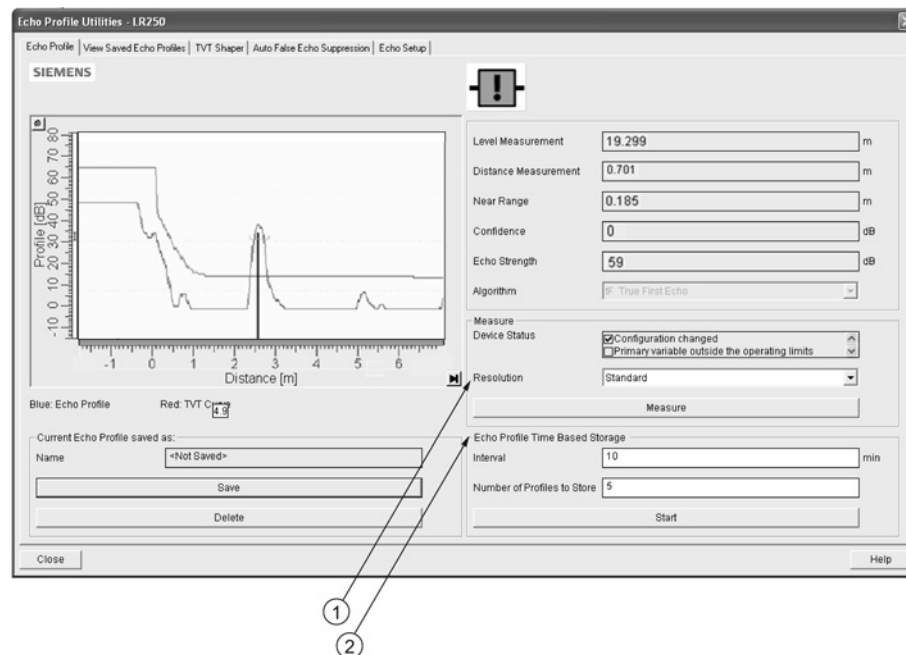 Echo Profile Utilities - LR250
Echo Profile View Saved Echo Profiles TVT Shaper Auto False Echo Suppression Echo Setup
SIEMENS
!
80
70
60
50
40
30
20
10
0
-10
Profile [dB]
-1 0 1 2 3 4 5 6
Distance [m]
Blue: Echo Profile Red: TVT
4.9
Current Echo Profile saved as:
Name <Not Saved>
Save
Delete
Level Measurement 19.299 m
Distance Measurement 0.701 m
Near Range 0.185 m
Confidence 0 dB
Echo Strength 59 dB
Algorithm tF True First Echo
Measure
Device Status Configuration changed
Primary variable outside the operating limits
Resolution Standard
Measure
Echo Profile Time Based Storage
Interval 10 min
Number of Profiles to Store 5
Start
Close Help
1
2